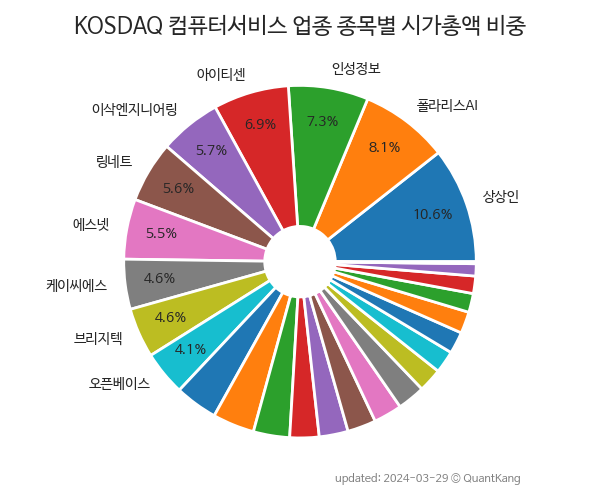 KOSDAQ 컴퓨터서비스 업종 종목별 시가총액 비중
인성정보
아이티센
폴라리스AI
이삭엔지니어링
링네트
상상인
에스넷
케이씨에스
브리지텍
오픈베이스
7.3%
6.9%
8.1%
5.7%
5.6%
10.6%
5.5%
4.6%
4.6%
4.1%
updated: 2024-03-29 © QuantKang